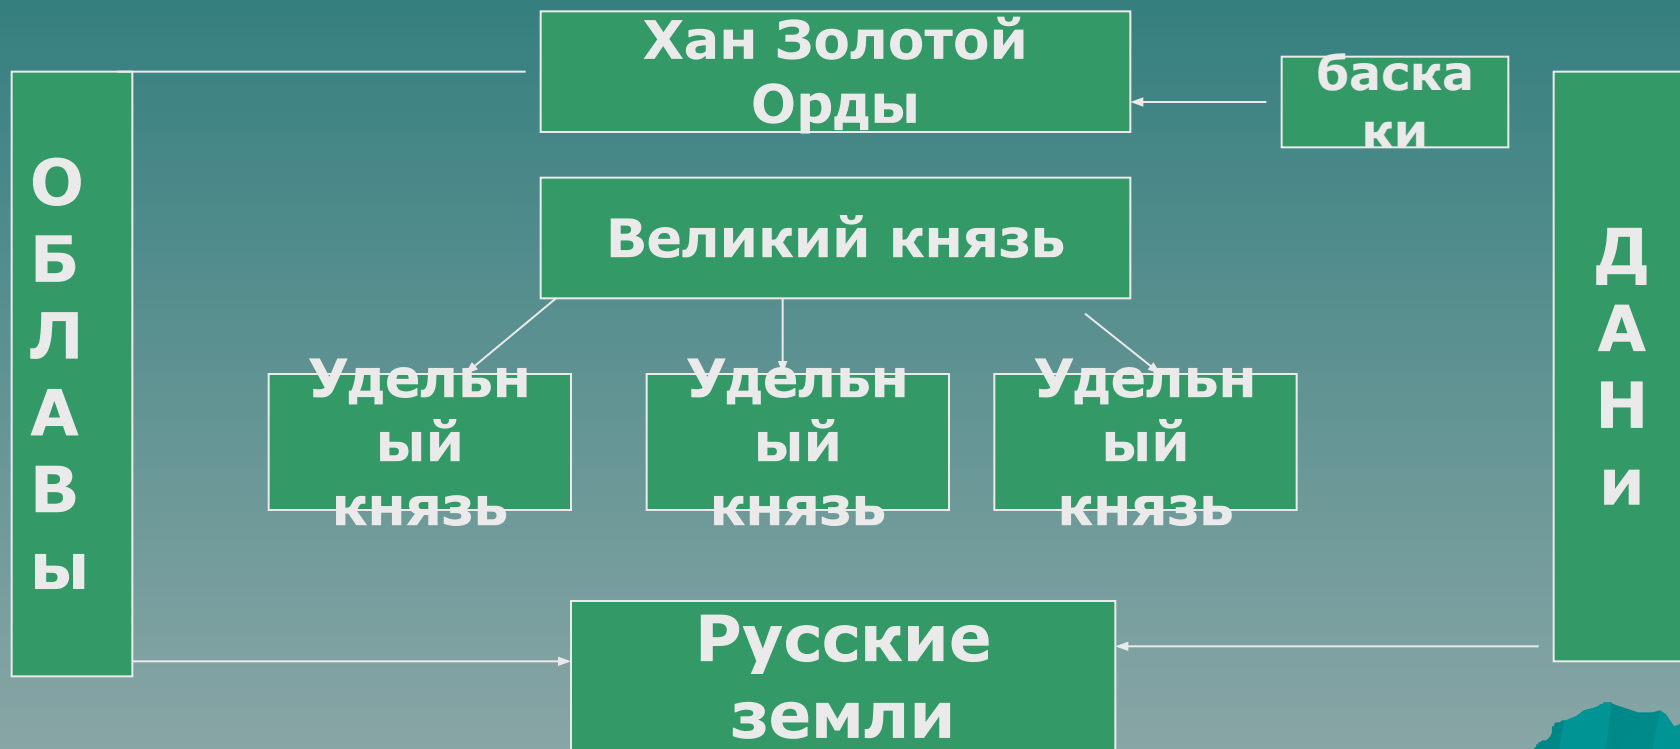 Хан Золотой
Орды
баска
ки
О
Б
Л
А
В
ы
Великий князь
Д
А
Н
и
Удельн
ый
князь
Удельн
ый
князь
Удельн
ый
князь
Русские
земли